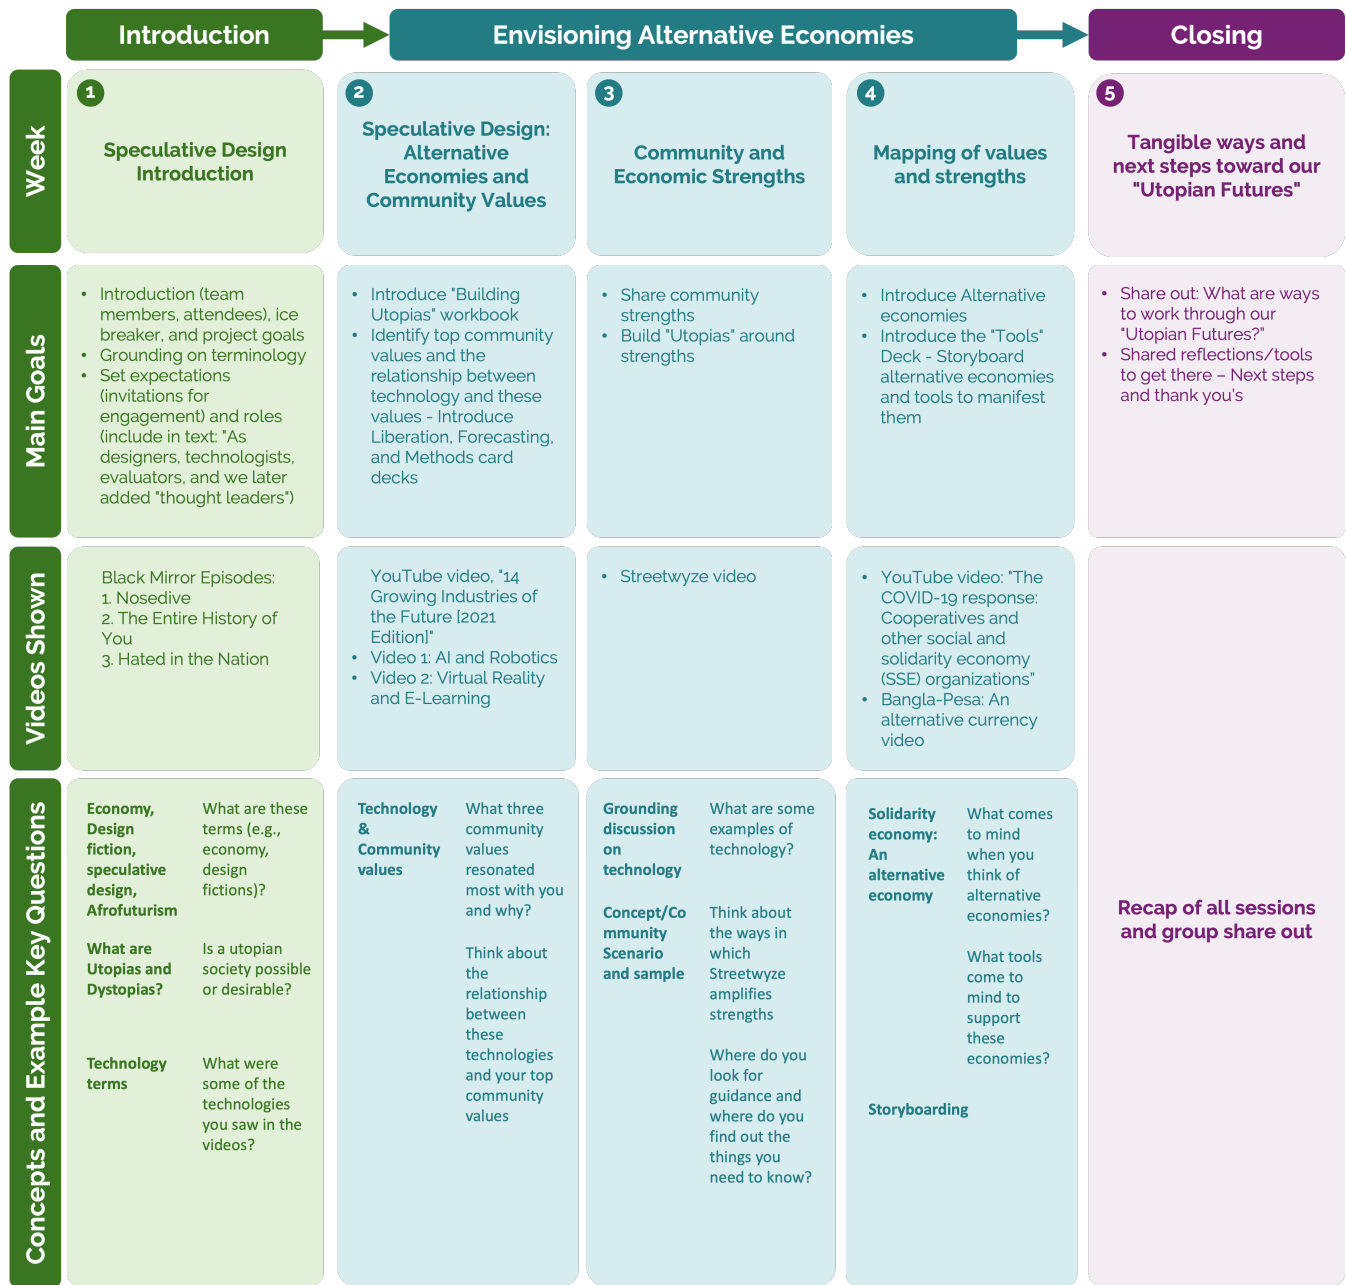 Introduction
Envisioning Alternative Economies
Closing
Week
1
Speculative Design
Introduction
2
Speculative Design:
Alternative
Economies and
Community Values
3
Community and
Economic Strengths
4
Mapping of values
and strengths
5
Tangible ways and
next steps toward our
"Utopian Futures"
Main Goals
• Introduction (team
members, attendees), ice
breaker, and project goals
• Grounding on terminology
• Set expectations
(invitations for
engagement) and roles
(include in text: "As
designers, technologists,
evaluators, and we later
added "thought leaders")
• Introduce "Building
Utopias" workbook
• Identify top community
values and the
relationship between
technology and these
values - Introduce
Liberation, Forecasting,
and Methods card
decks
• Share community
strengths
• Build "Utopias" around
strengths
• Introduce Alternative
economies
• Introduce the "Tools"
Deck - Storyboard
alternative economies
and tools to manifest
them
• Share out: What are ways
to work through our
"Utopian Futures?"
• Shared reflections/tools
to get there – Next steps
and thank you's
Videos Shown
Black Mirror Episodes:
1. Nosedive
2. The Entire History of
You
3. Hated in the Nation
YouTube video, "14
Growing Industries of
the Future [2021
Edition]"
• Video 1: AI and Robotics
• Video 2: Virtual Reality
and E-Learning
• Streetwyze video
• YouTube video: "The
COVID-19 response:
Cooperatives and
other social and
solidarity economy
(SSE) organizations"
• Bangla-Pesa: An
alternative currency
video
Concepts and Example Key Questions
Economy,
Design
fiction,
speculative
design,
Afrofuturism
What are these
terms (e.g.,
economy,
design
fictions)?
What are
Utopias and
Dystopias?
Is a utopian
society possible
or desirable?
Technology
terms
What were
some of the
technologies
you saw in the
videos?
Technology
&
Community
values
What three
community
values
resonated
most with you
and why?
Think about
the
relationship
between
these
technologies
and your top
community
values
Grounding
discussion
on
technology
What are some
examples of
technology?
Concept/Co
mmunity
Scenario
and sample
Think about
the ways in
which
Streetwyze
amplifies
strengths
Where do you
look for
guidance and
where do you
find out the
things you
need to know?
Solidarity
economy:
An
alternative
economy
What comes
to mind
when you
think of
alternative
economies?
What tools
come to
mind to
support
these
economies?
Storyboarding
Recap of all sessions
and group share out